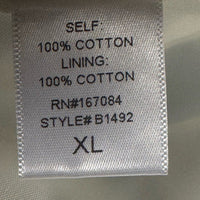 SELF:
100% COTTON
LINING:
100% COTTON
RN#167084
STYLE# B1492
XL